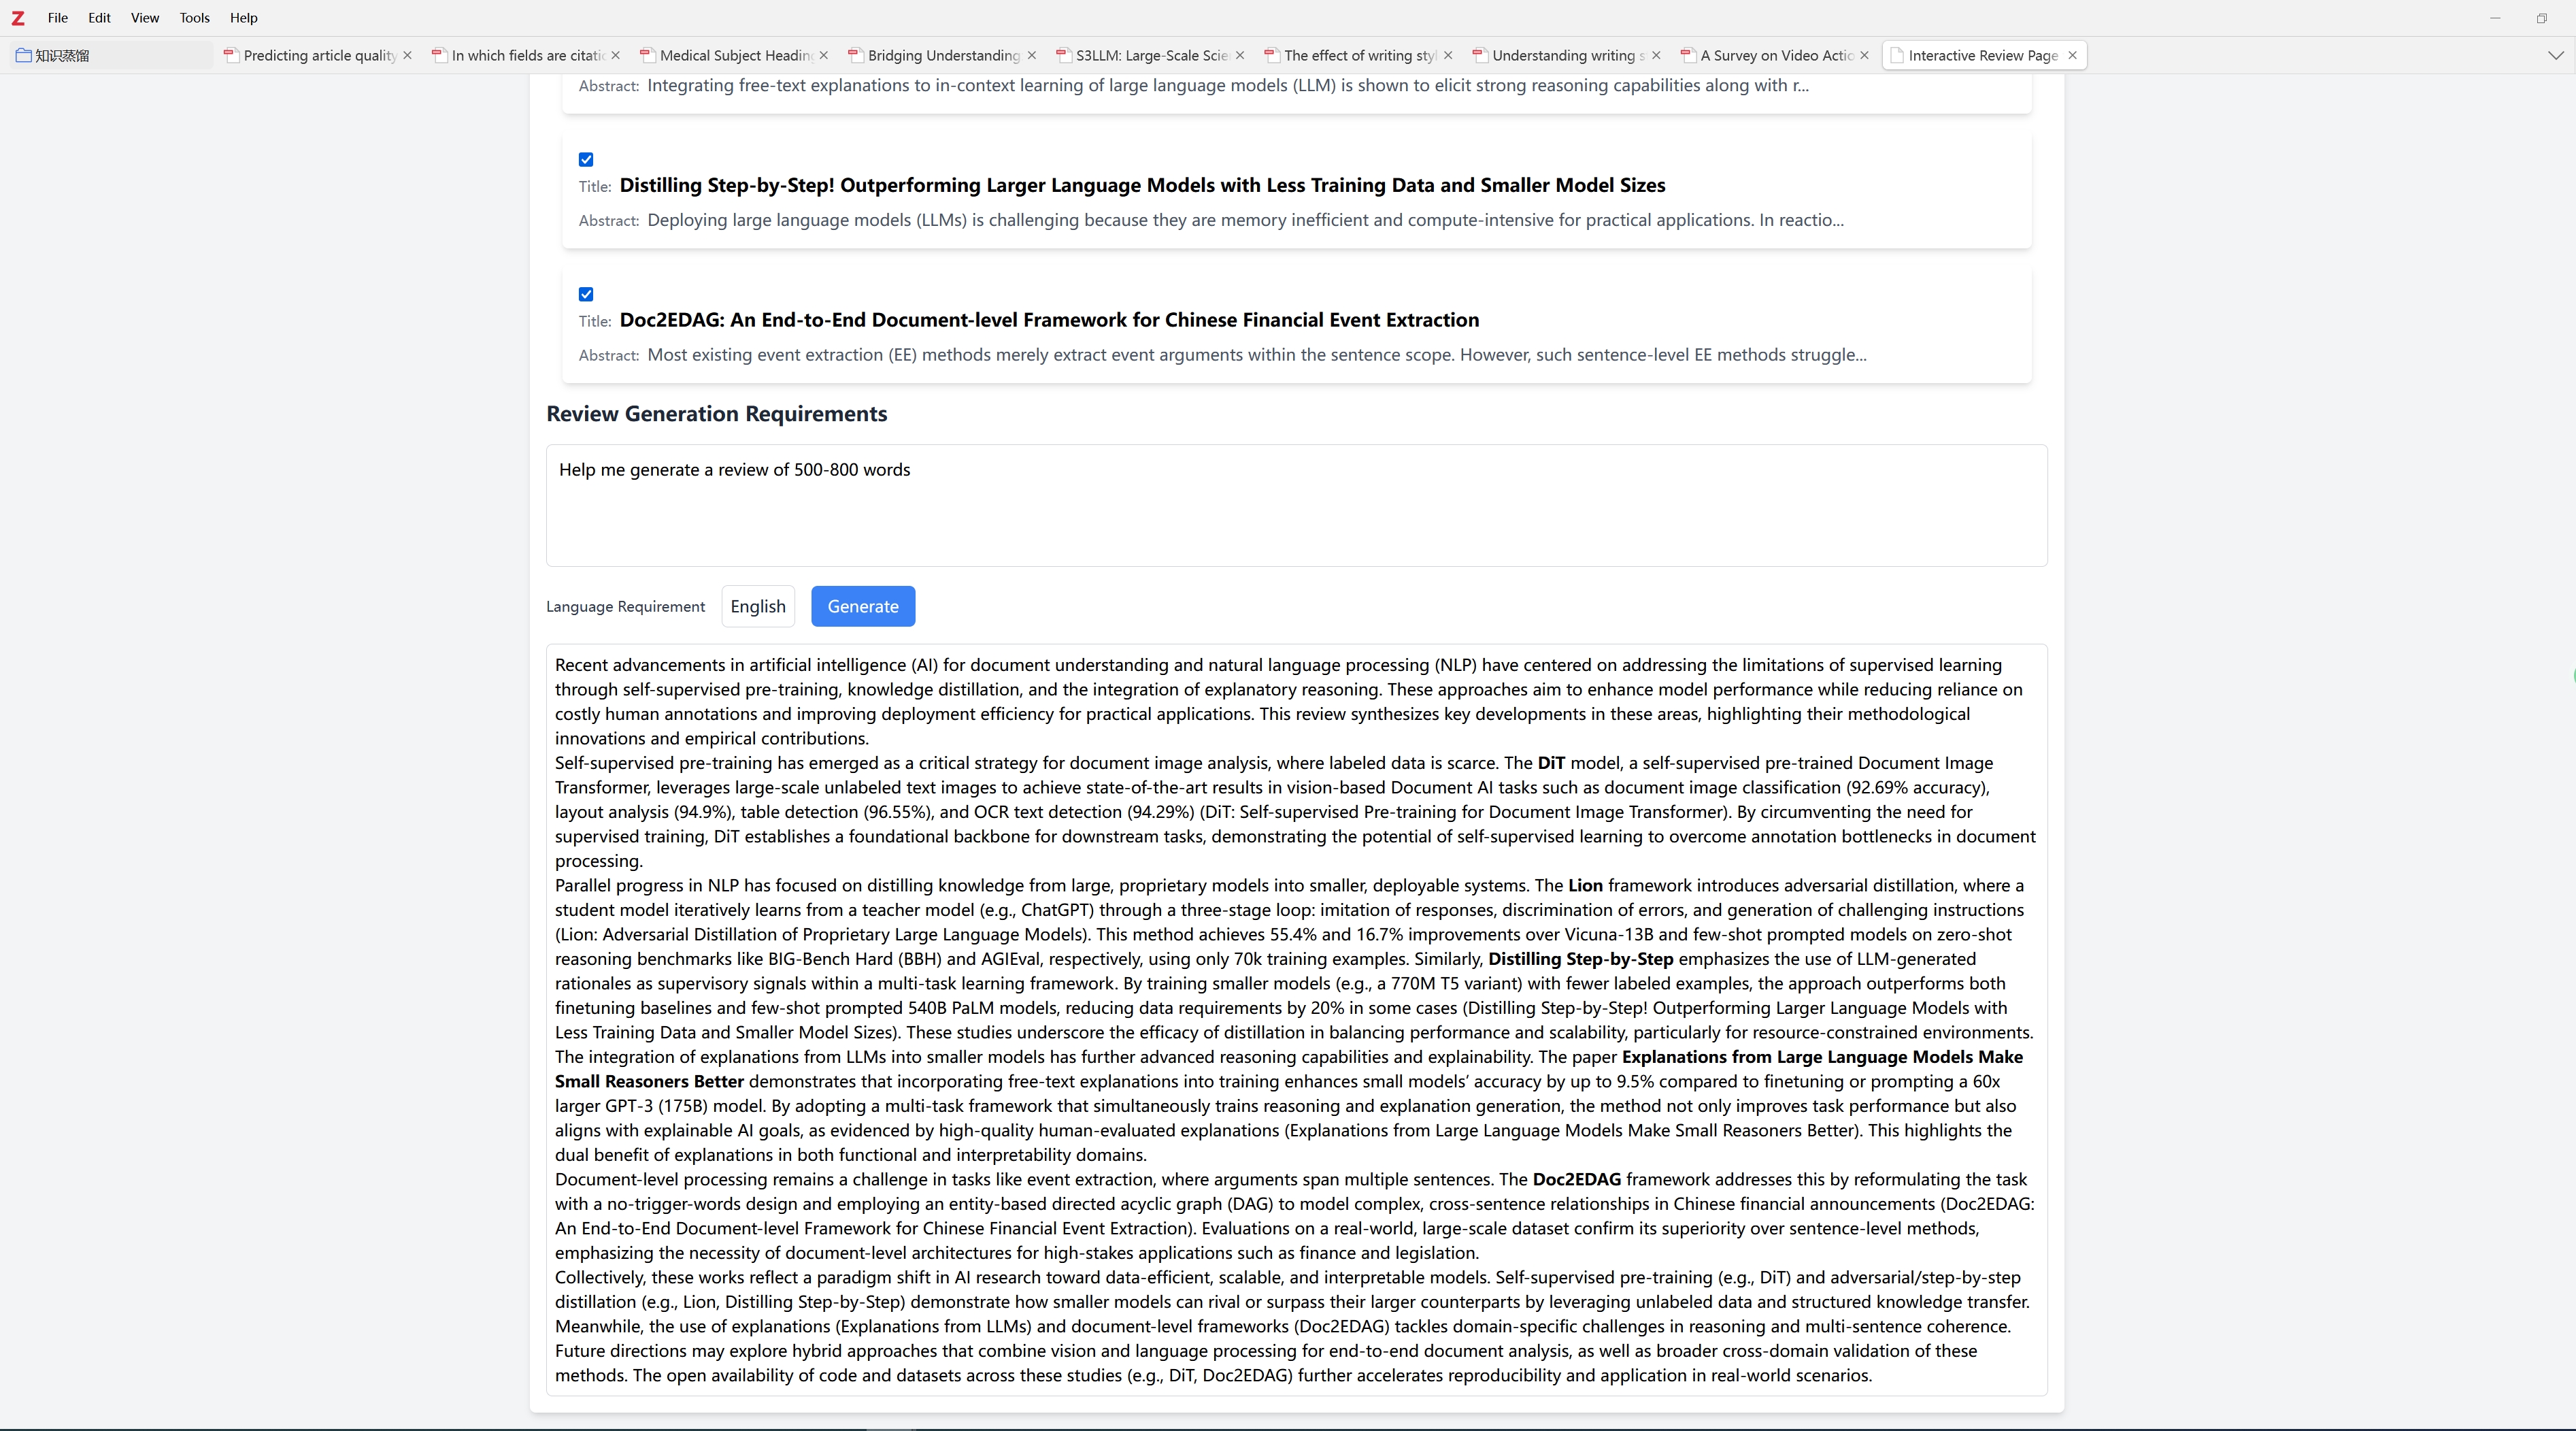 Z File Edit View Tools Help
知识蒸馏 Predicting article quality In which fields are citatic Medical Subject Heading Bridging Understanding S3LLM: Large-Scale Scie The effect of writing styl Understanding writing s A Survey on Video Actio Interactive Review Page
Abstract: Integrating free-text explanations to in-context learning of large language models (LLM) is shown to elicit strong reasoning capabilities along with r...
Title: Distilling Step-by-Step! Outperforming Larger Language Models with Less Training Data and Smaller Model Sizes
Abstract: Deploying large language models (LLMs) is challenging because they are memory inefficient and compute-intensive for practical applications. In reactio...
Title: Doc2EDAG: An End-to-End Document-level Framework for Chinese Financial Event Extraction
Abstract: Most existing event extraction (EE) methods merely extract event arguments within the sentence scope. However, such sentence-level EE methods struggle...
Review Generation Requirements
Help me generate a review of 500-800 words
Language Requirement English Generate
Recent advancements in artificial intelligence (AI) for document understanding and natural language processing (NLP) have centered on addressing the limitations of supervised learning
through self-supervised pre-training, knowledge distillation, and the integration of explanatory reasoning. These approaches aim to enhance model performance while reducing reliance on
costly human annotations and improving deployment efficiency for practical applications. This review synthesizes key developments in these areas, highlighting their methodological
innovations and empirical contributions.
Self-supervised pre-training has emerged as a critical strategy for document image analysis, where labeled data is scarce. The DiT model, a self-supervised pre-trained Document Image
Transformer, leverages large-scale unlabeled text images to achieve state-of-the-art results in vision-based Document AI tasks such as document image classification (92.69% accuracy),
layout analysis (94.9%), table detection (96.55%), and OCR text detection (94.29%) (DiT: Self-supervised Pre-training for Document Image Transformer). By circumventing the need for
supervised training, DiT establishes a foundational backbone for downstream tasks, demonstrating the potential of self-supervised learning to overcome annotation bottlenecks in document
processing.
Parallel progress in NLP has focused on distilling knowledge from large, proprietary models into smaller, deployable systems. The Lion framework introduces adversarial distillation, where a
student model iteratively learns from a teacher model (e.g., ChatGPT) through a three-stage loop: imitation of responses, discrimination of errors, and generation of challenging instructions
(Lion: Adversarial Distillation of Proprietary Large Language Models). This method achieves 55.4% and 16.7% improvements over Vicuna-13B and few-shot prompted models on zero-shot
reasoning benchmarks like BIG-Bench Hard (BBH) and AGIEval, respectively, using only 70k training examples. Similarly, Distilling Step-by-Step emphasizes the use of LLM-generated
rationales as supervisory signals within a multi-task learning framework. By training smaller models (e.g., a 770M T5 variant) with fewer labeled examples, the approach outperforms both
finetuning baselines and few-shot prompted 540B PaLM models, reducing data requirements by 20% in some cases (Distilling Step-by-Step! Outperforming Larger Language Models with
Less Training Data and Smaller Model Sizes). These studies underscore the efficacy of distillation in balancing performance and scalability, particularly for resource-constrained environments.
The integration of explanations from LLMs into smaller models has further advanced reasoning capabilities and explainability. The paper Explanations from Large Language Models Make
Small Reasoners Better demonstrates that incorporating free-text explanations into training enhances small models' accuracy by up to 9.5% compared to finetuning or prompting a 60x
larger GPT-3 (175B) model. By adopting a multi-task framework that simultaneously trains reasoning and explanation generation, the method not only improves task performance but also
aligns with explainable AI goals, as evidenced by high-quality human-evaluated explanations (Explanations from Large Language Models Make Small Reasoners Better). This highlights the
dual benefit of explanations in both functional and interpretability domains.
Document-level processing remains a challenge in tasks like event extraction, where arguments span multiple sentences. The Doc2EDAG framework addresses this by reformulating the task
with a no-trigger-words design and employing an entity-based directed acyclic graph (DAG) to model complex, cross-sentence relationships in Chinese financial announcements (Doc2EDAG:
An End-to-End Document-level Framework for Chinese Financial Event Extraction). Evaluations on a real-world, large-scale dataset confirm its superiority over sentence-level methods,
emphasizing the necessity of document-level architectures for high-stakes applications such as finance and legislation.
Collectively, these works reflect a paradigm shift in AI research toward data-efficient, scalable, and interpretable models. Self-supervised pre-training (e.g., DiT) and adversarial/step-by-step
distillation (e.g., Lion, Distilling Step-by-Step) demonstrate how smaller models can rival or surpass their larger counterparts by leveraging unlabeled data and structured knowledge transfer.
Meanwhile, the use of explanations (Explanations from LLMs) and document-level frameworks (Doc2EDAG) tackles domain-specific challenges in reasoning and multi-sentence coherence.
Future directions may explore hybrid approaches that combine vision and language processing for end-to-end document analysis, as well as broader cross-domain validation of these
methods. The open availability of code and datasets across these studies (e.g., DiT, Doc2EDAG) further accelerates reproducibility and application in real-world scenarios.